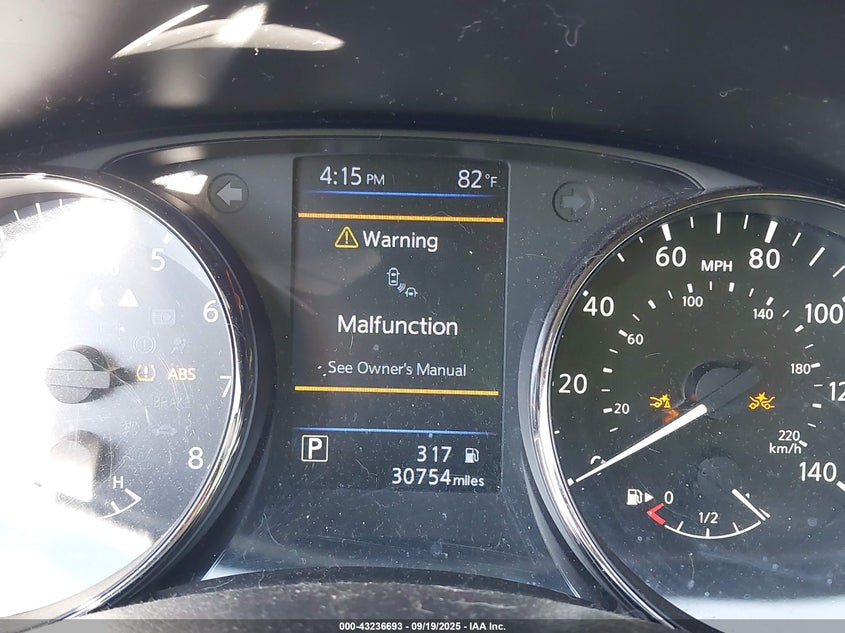 4:15 PM 82°F
Warning
Malfunction
See Owner's Manual
P 317
30754 miles
5
6
7
8
H
ABS
BRAKE
0
20
40
60
80
100
140
MPH
20
60
100
140
180
220
km/h
0
1/2
000-43236693 - 09/19/2025 - IAA Inc.